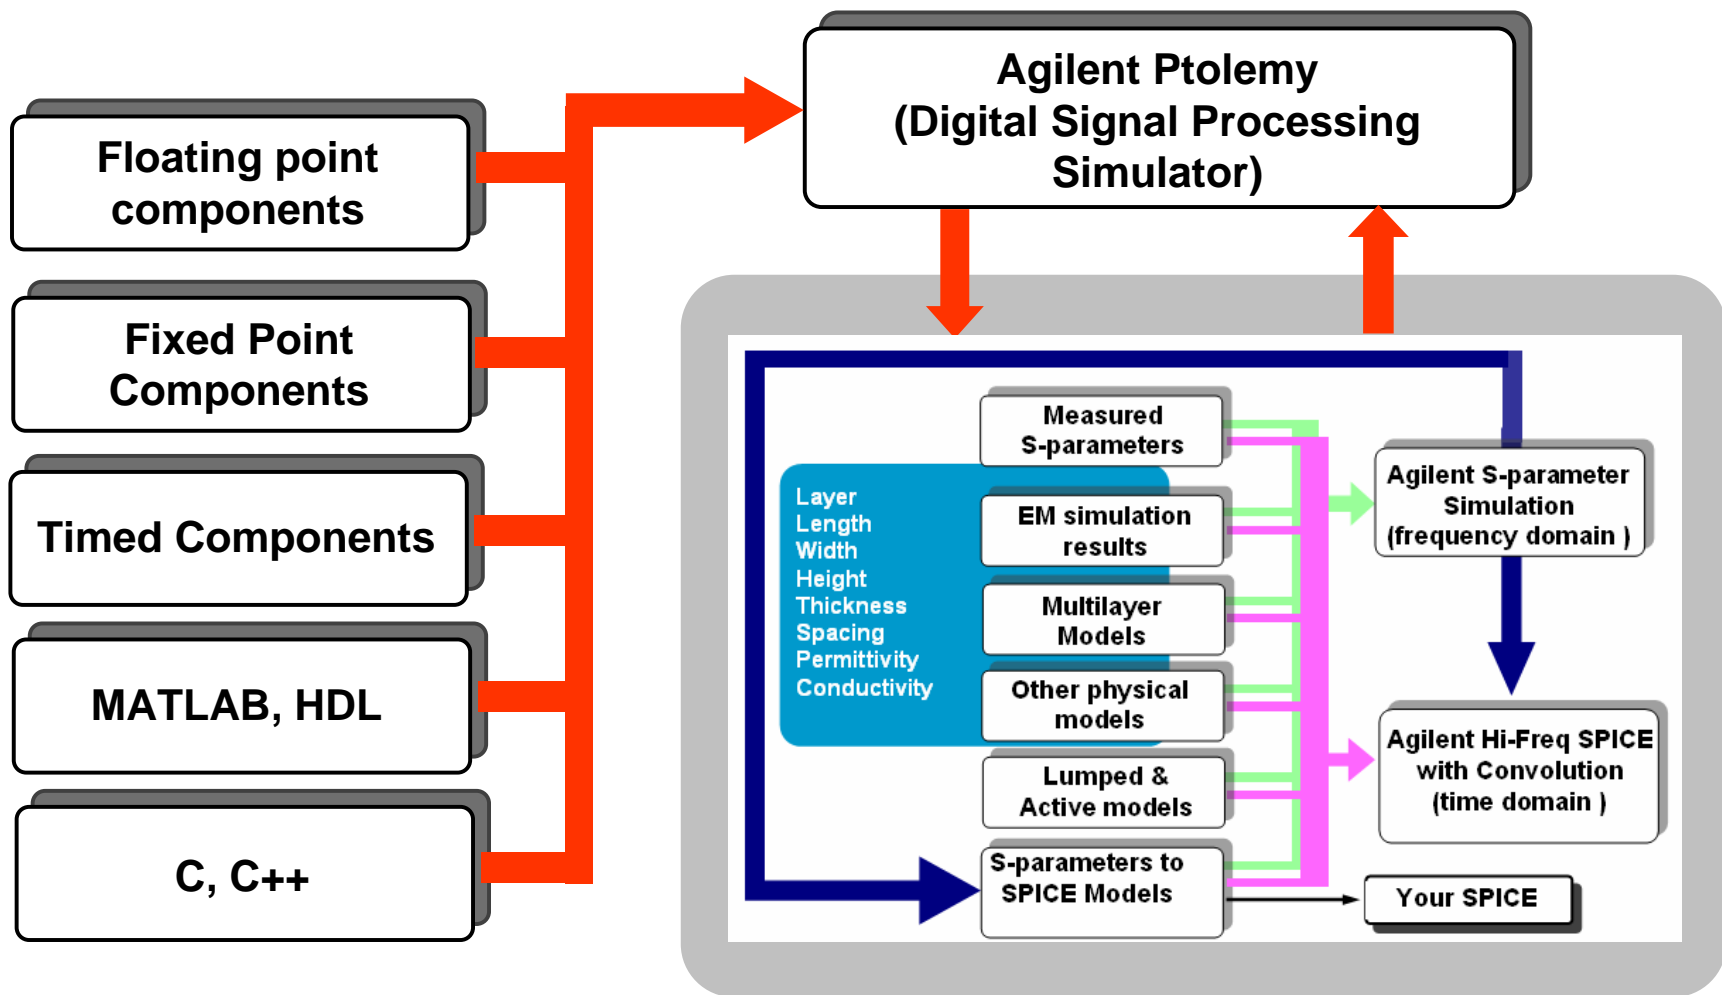 Agilent Ptolemy
(Digital Signal Processing
Simulator)
Floating point
components
Fixed Point
Components
Timed Components
MATLAB, HDL
C, C++
Layer
Length
Width
Height
Thickness
Spacing
Permittivity
Conductivity
Measured
S-parameters
EM simulation
results
Multilayer
Models
Other physical
models
Lumped &
Active models
S-parameters to
SPICE Models
Agilent S-parameter
Simulation
(frequency domain )
Agilent Hi-Freq SPICE
with Convolution
(time domain )
Your SPICE